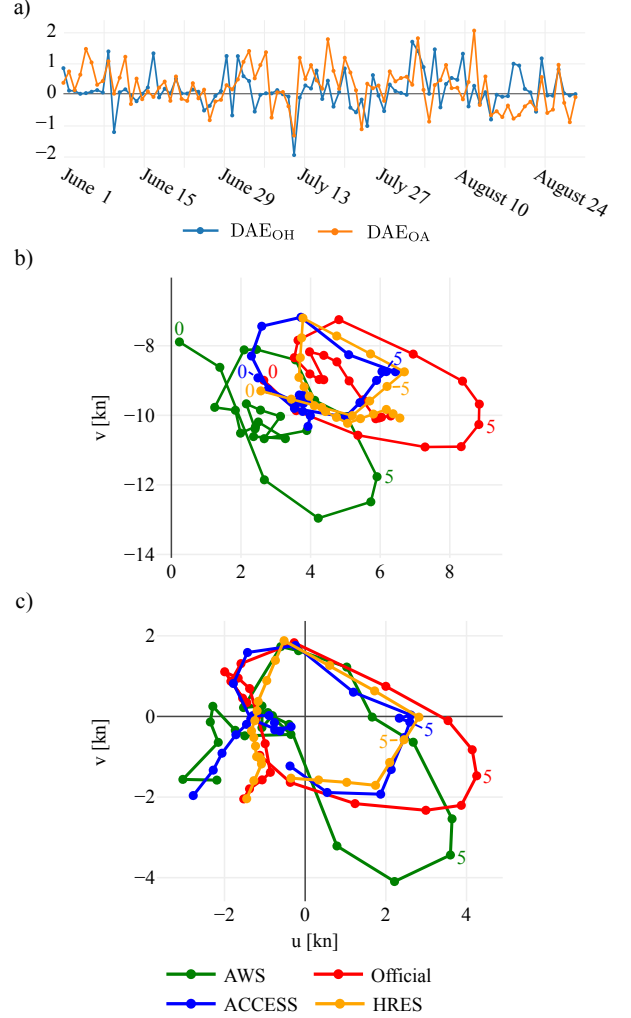 a)
2
1
0
−1
−2
June 1
June 15
June 29
July 13
July 27
August 10
August 24
DAE_OH
DAE_OA
b)
0
0
0
5
−5
5
5
−8
−10
−12
−14
v [kn]
0
2
4
6
8
c)
2
0
−2
−4
v [kn]
5
5
5
5
−2
0
2
4
u [kn]
AWS
Official
ACCESS
HRES